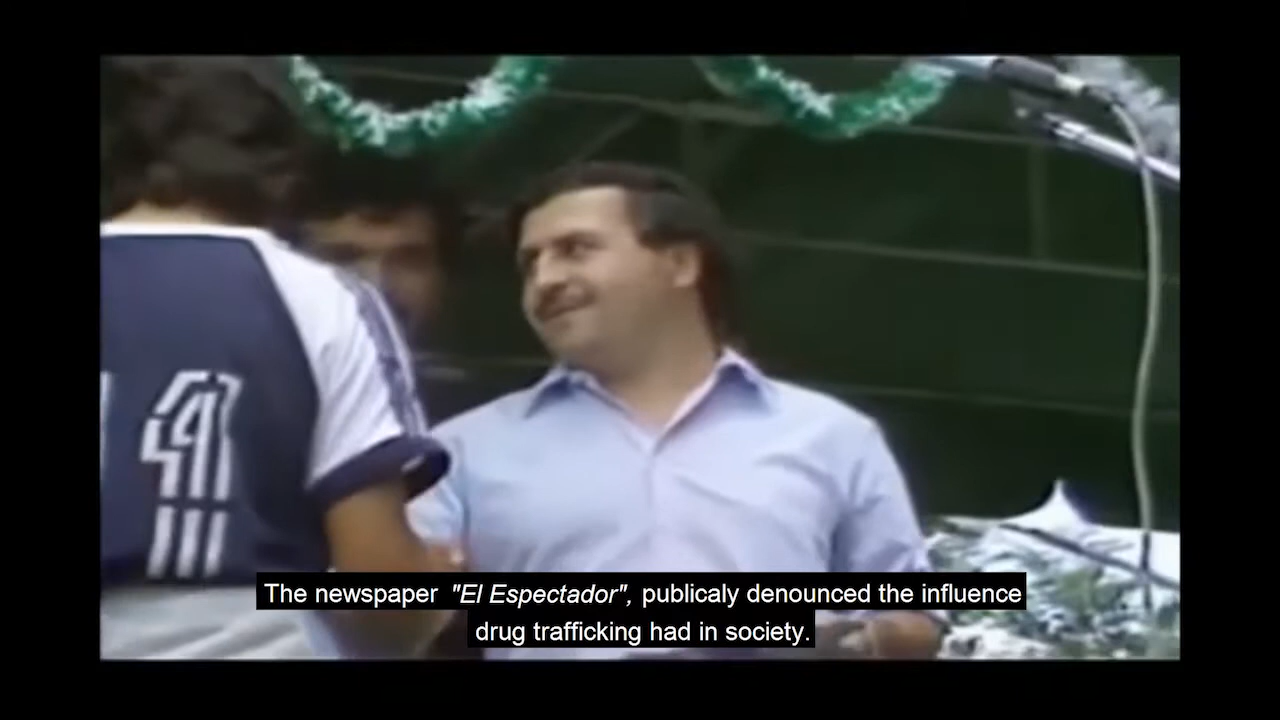 The newspaper "El Espectador", publicaly denounced the influence
drug trafficking had in society.